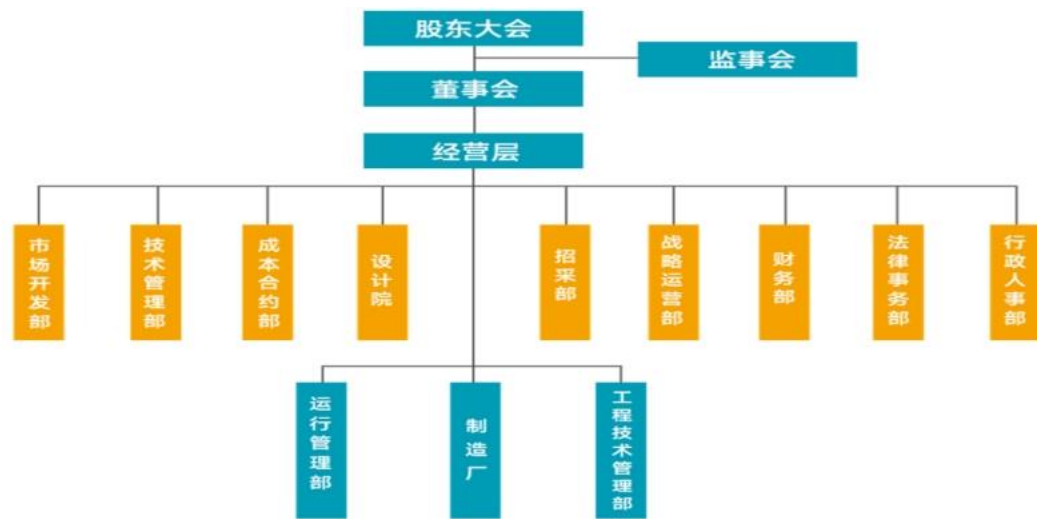 股东大会
监事会
董事会
经营层
市场开发部
技术管理部
成本合约部
设计院
招采部
战略运营部
财务部
法律事务部
行政人事部
运行管理部
制造厂
工程技术管理部